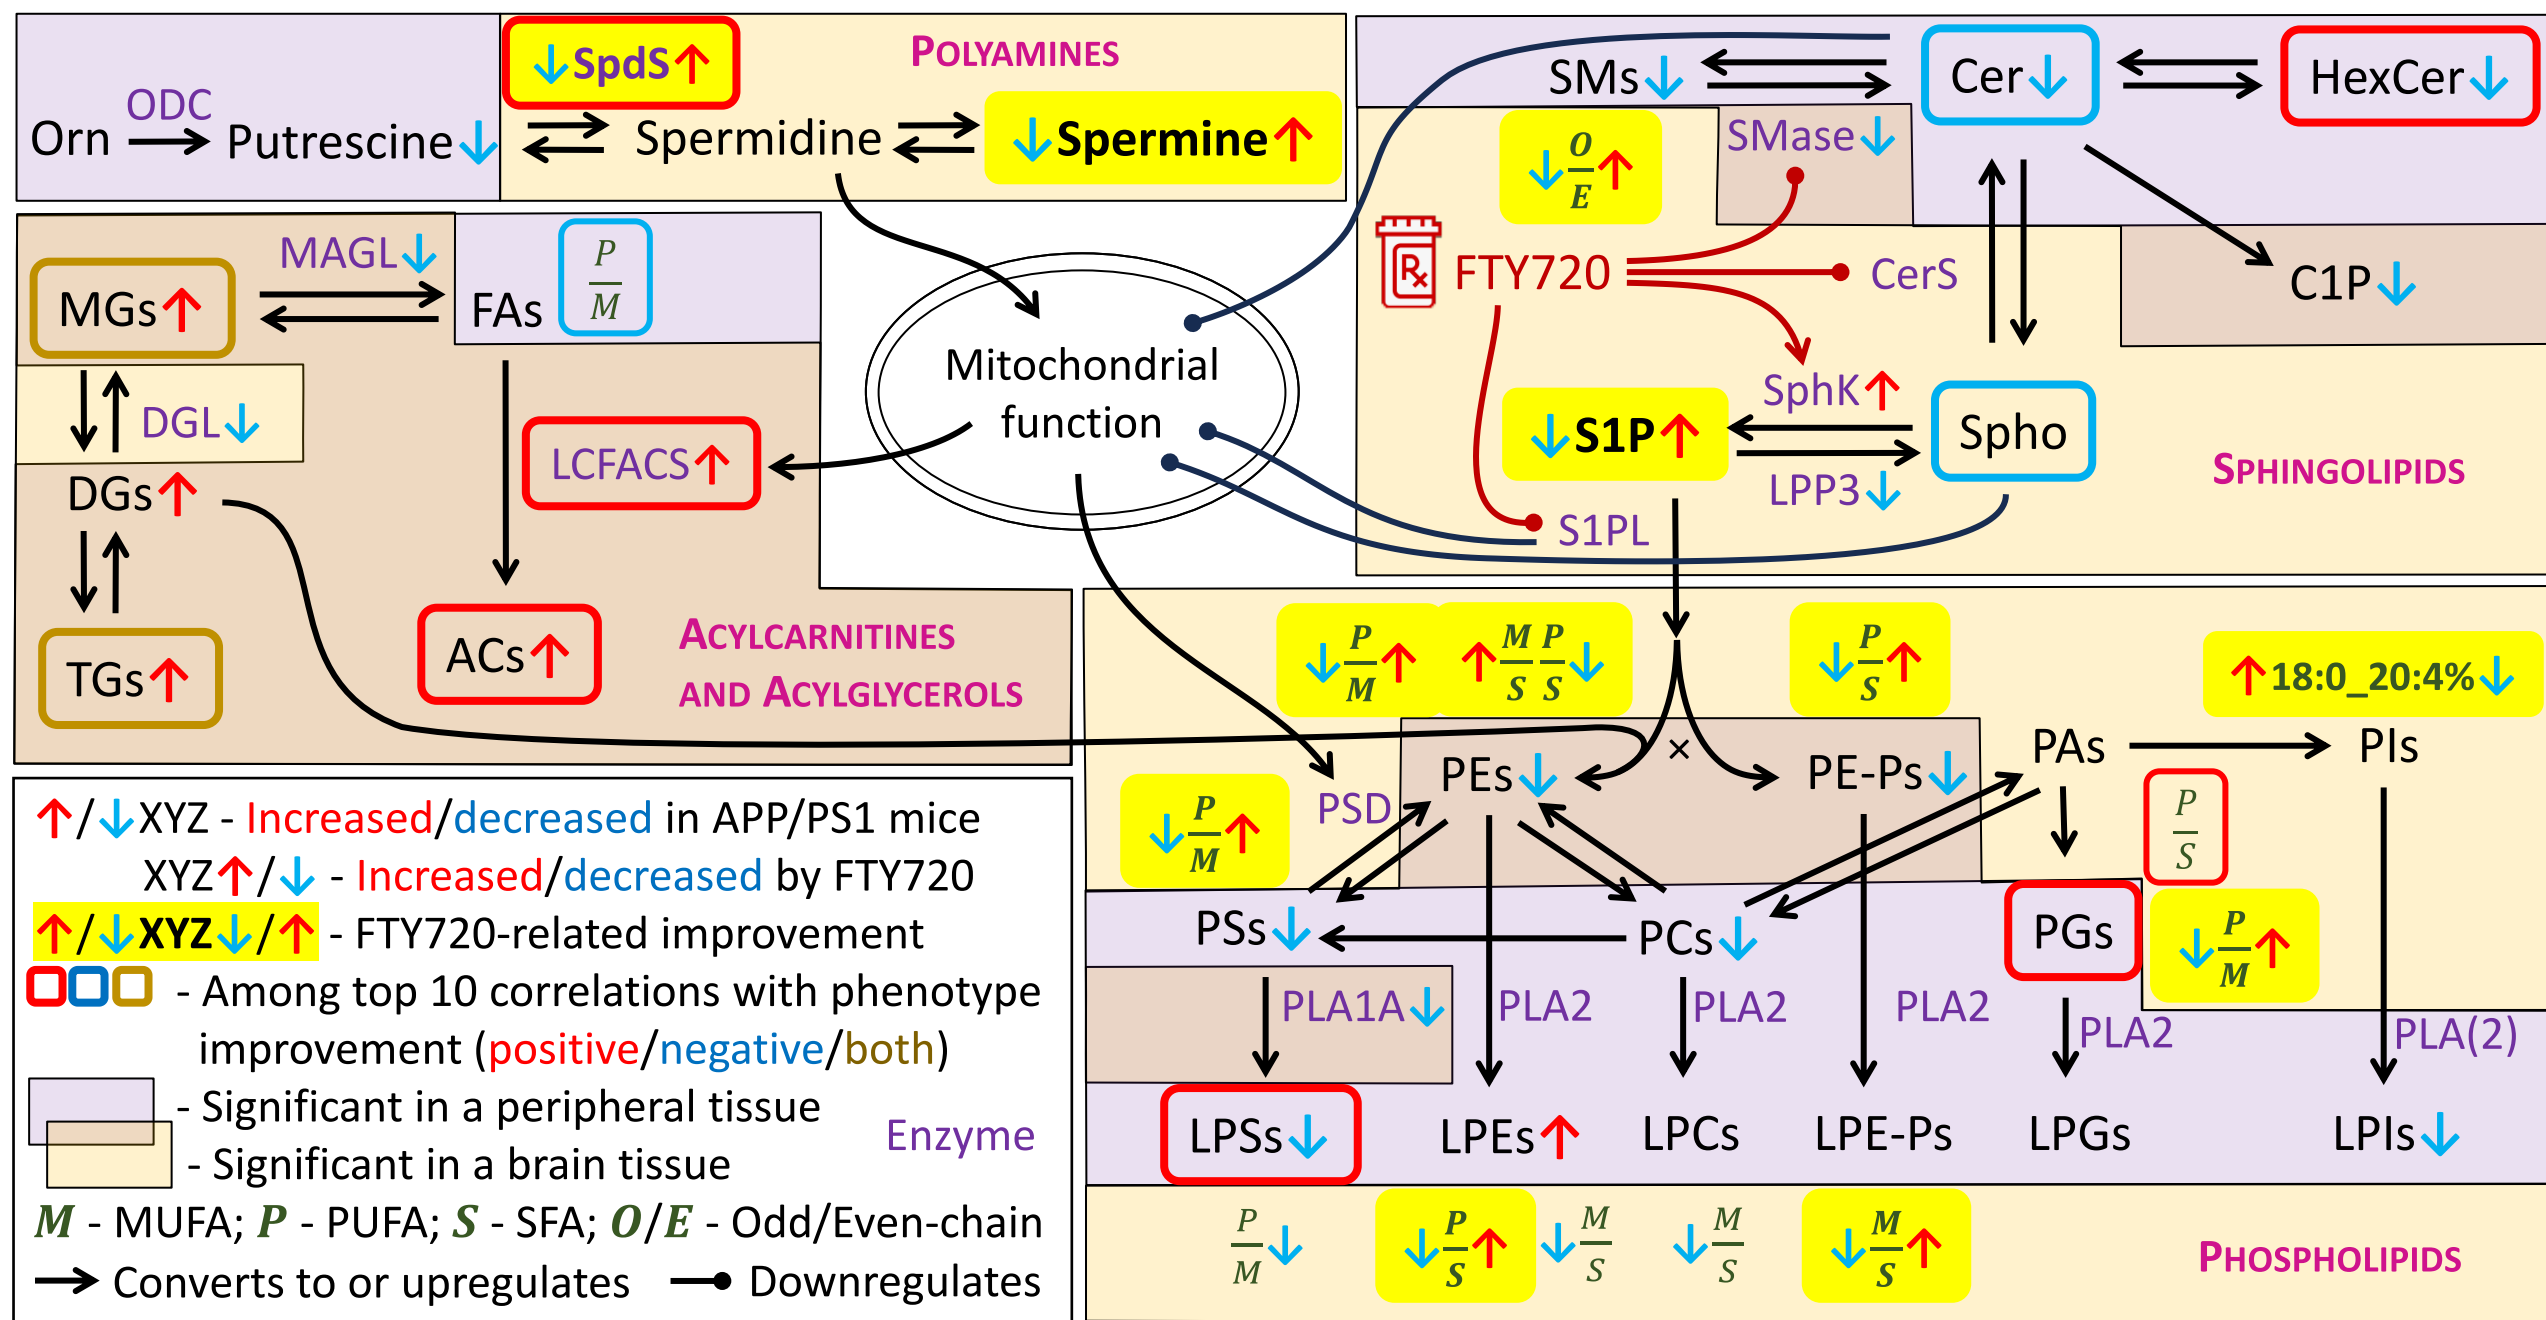 POLYAMINES
↓SpdS↑
ODC
Orn → Putrescine↓
Spermidine
↓Spermine↑
SMs↓
Cer↓
HexCer↓
↓O/E↑
SMase↓
FTY720
Rx
CerS
C1P↓
SphK↑
↓S1P↑
Spho
LPP3↓
S1PL
SPHINGOLIPIDS
MAGL↓
MGs↑
FAs
P/M
DGL↓
DGs↑
LCFACS↑
TGs↑
ACs↑
ACYLCARNITINES
AND ACYLGLYCEROLS
Mitochondrial
function
↓P/M↑
↑M/S P/S↓
↓P/S↑
↑18:0_20:4%↓
PEs↓
×
PE-Ps↓
PAs
PIs
PSD
↓P/M↑
P/S
PSs↓
PCs↓
PGs
↓P/M↑
PLA1A↓
PLA2
PLA2
PLA2
PLA2
PLA(2)
LPSs↓
LPEs↑
LPCs
LPE-Ps
LPGs
LPIs↓
P/M↓
↓P/S↑
↓M/S
↓M/S
↓M/S↑
PHOSPHOLIPIDS
↑/↓XYZ - Increased/decreased in APP/PS1 mice
XYZ↑/↓ - Increased/decreased by FTY720
↑/↓XYZ↓/↑ - FTY720-related improvement
- Among top 10 correlations with phenotype
improvement (positive/negative/both)
- Significant in a peripheral tissue
Enzyme
- Significant in a brain tissue
M - MUFA; P - PUFA; S - SFA; O/E - Odd/Even-chain
→ Converts to or upregulates
Downregulates